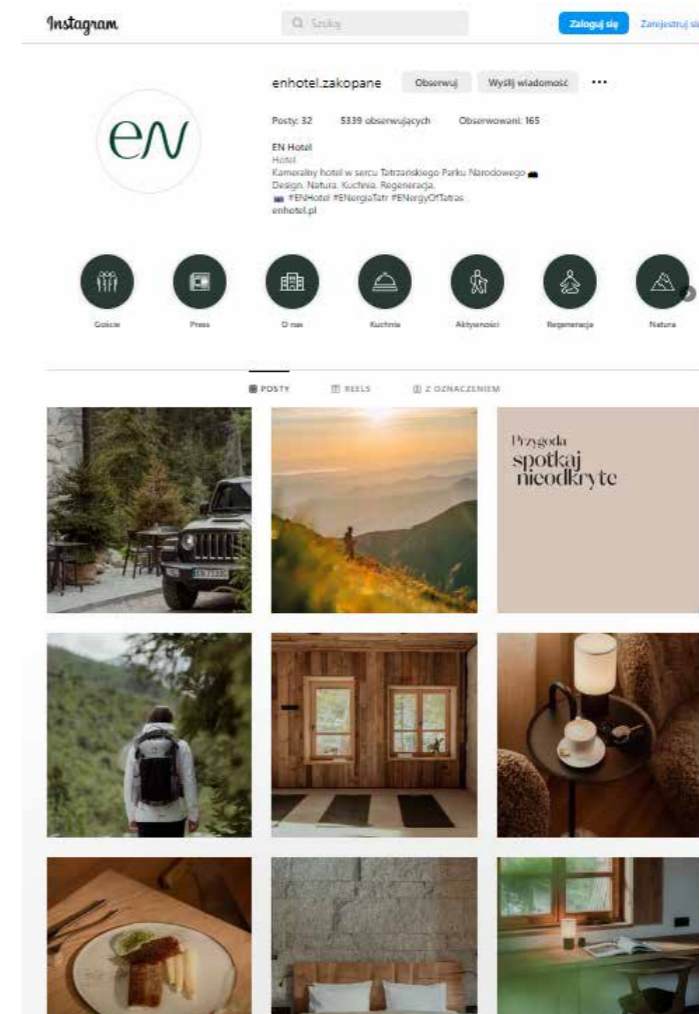 Instagram
Szukaj
Zaloguj się
Zarejestruj się
enhotel.zakopane
Obserwuj
Wyślij wiadomość
Posty: 32
5339 obserwujących
Obserwowani: 165
eN
EN Hotel
Hotel
Kameralny hotel w sercu Tatrzańskiego Parku Narodowego
Design. Natura. Kuchnia. Regeneracja.
#ENHotel #ENergiaTatr #ENergyOfTatras
enhotel.pl
Goście
Press
O nas
Kuchnia
Aktywności
Regeneracja
Natura
POSTY
REELS
Z OZNACZENIEM
Przygoda
spotkaj
nieodkryte